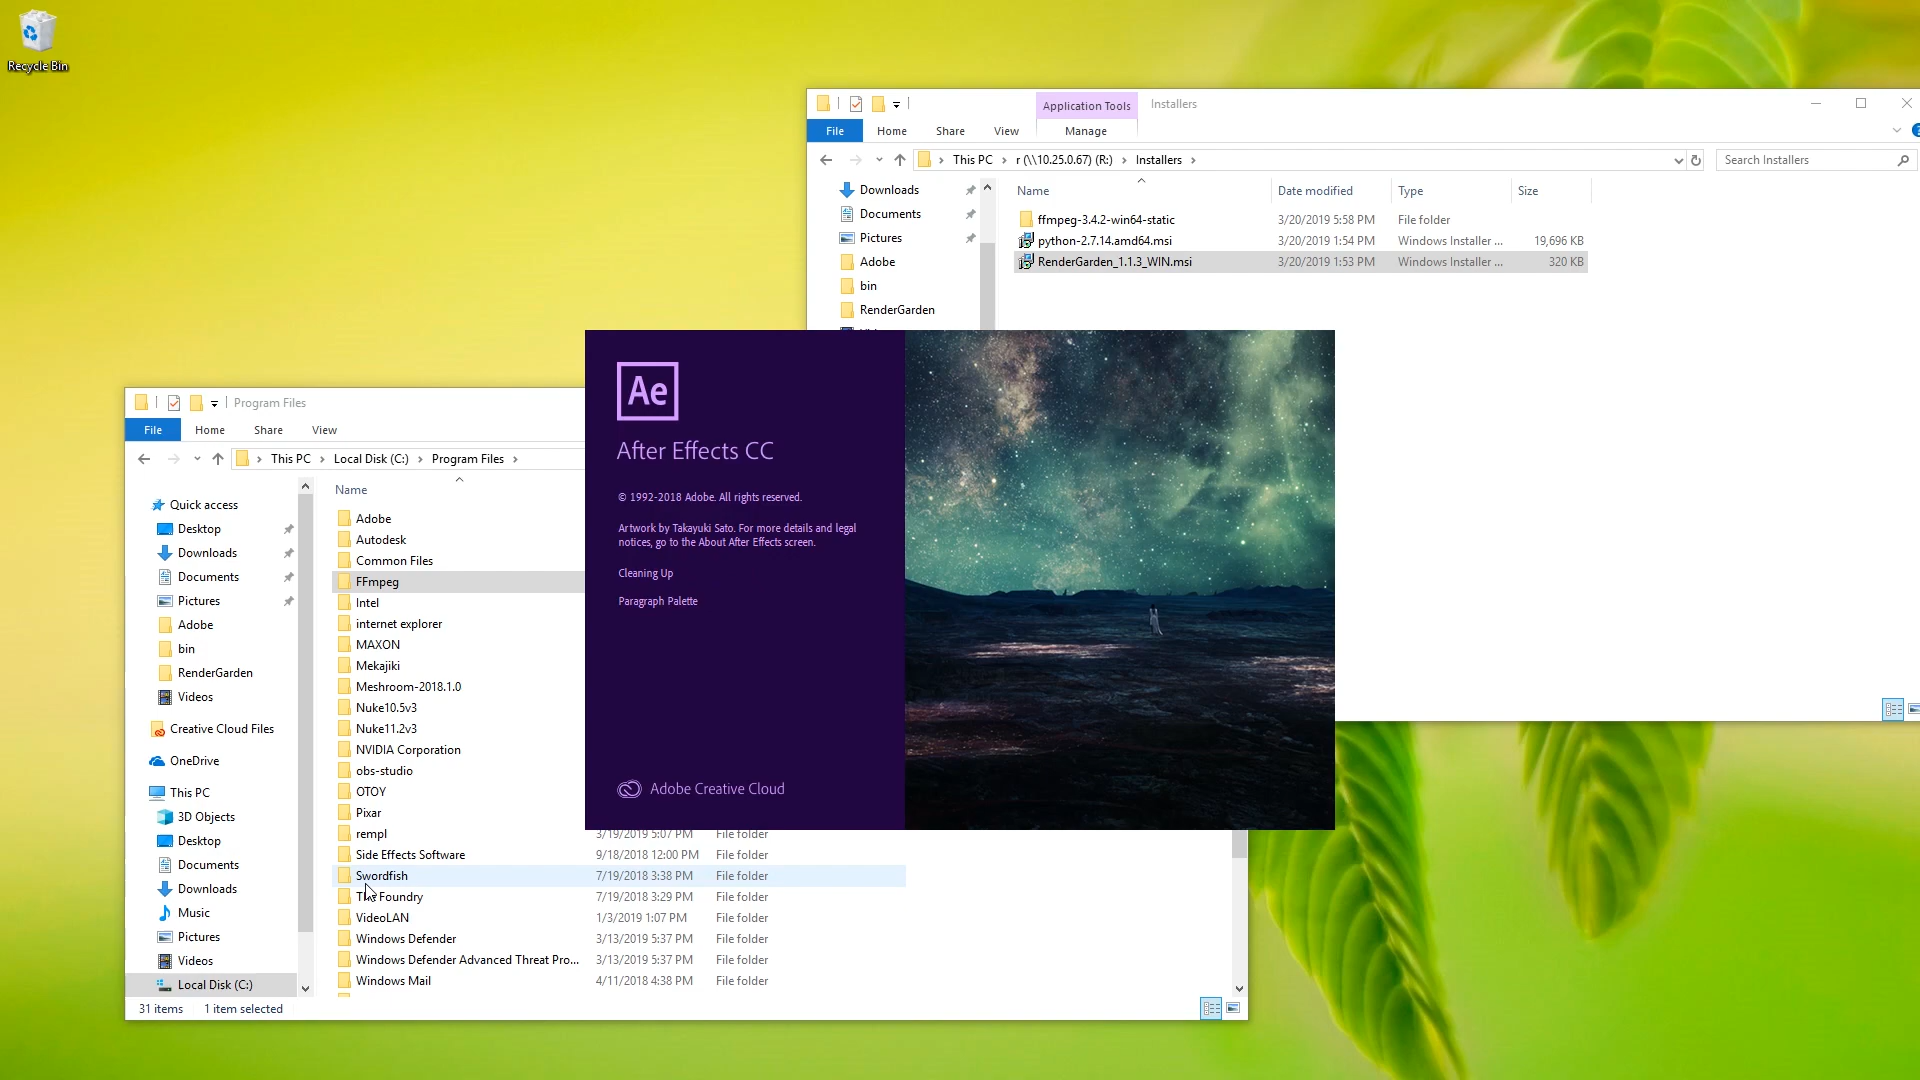 Recycle Bin
Application Tools
Installers
File
Home
Share
View
Manage
This PC
r (\\10.25.0.67) (R:)
Installers
Search Installers
Downloads
Documents
Pictures
Adobe
bin
RenderGarden
Name
Date modified
Type
Size
ffmpeg-3.4.2-win64-static
3/20/2019 5:58 PM
File folder
python-2.7.14.amd64.msi
3/20/2019 1:54 PM
Windows Installer ...
19,696 KB
RenderGarden_1.1.3_WIN.msi
3/20/2019 1:53 PM
Windows Installer ...
320 KB
Ae
After Effects CC
© 1992-2018 Adobe. All rights reserved.
Artwork by Takayuki Sato. For more details and legal
notices, go to the About After Effects screen.
Cleaning Up
Paragraph Palette
Adobe Creative Cloud
Program Files
File
Home
Share
View
This PC
Local Disk (C:)
Program Files
Quick access
Desktop
Downloads
Documents
Pictures
Adobe
bin
RenderGarden
Videos
Creative Cloud Files
OneDrive
This PC
3D Objects
Desktop
Documents
Downloads
Music
Pictures
Videos
Local Disk (C:)
Name
Adobe
Autodesk
Common Files
FFmpeg
Intel
internet explorer
MAXON
Mekajiki
Meshroom-2018.1.0
Nuke10.5v3
Nuke11.2v3
NVIDIA Corporation
obs-studio
OTOY
Pixar
rempl
3/19/2019 5:07 PM
File folder
Side Effects Software
9/18/2018 12:00 PM
File folder
Swordfish
7/19/2018 3:38 PM
File folder
The Foundry
7/19/2018 3:29 PM
File folder
VideoLAN
1/3/2019 1:07 PM
File folder
Windows Defender
3/13/2019 5:37 PM
File folder
Windows Defender Advanced Threat Pro...
3/13/2019 5:37 PM
File folder
Windows Mail
4/11/2018 4:38 PM
File folder
31 items
1 item selected